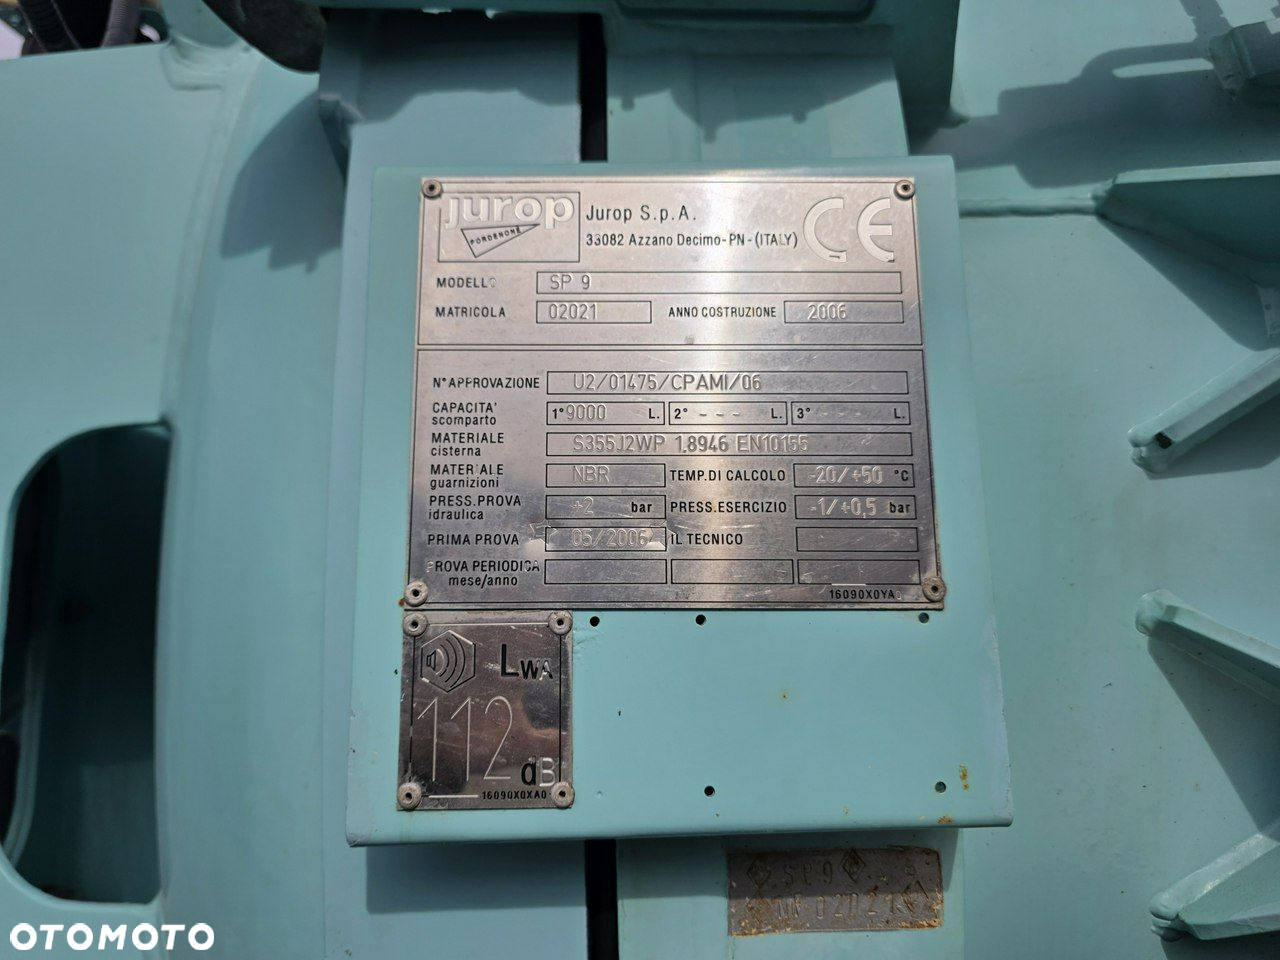 jurop
PORDENONE
Jurop S.p.A.
33082 Azzano Decimo-PN-(ITALY)
CE
MODELLO SP 9
MATRICOLA 02021 ANNO COSTRUZIONE 2006
N° APPROVAZIONE U2/01475/CPAMI/06
CAPACITA' scomparto 1° 9000 L. 2° --- L. 3° --- L.
MATERIALE cisterna S355J2WP 1.8946 EN10155
MATERIALE guarnizioni NBR TEMP.DI CALCOLO -20/+50 °C
PRESS.PROVA idraulica +2 bar PRESS.ESERCIZIO -1/+0,5 bar
PRIMA PROVA 05/2006 IL TECNICO
PROVA PERIODICA mese/anno
16090X0YA0
LWA
112 dB
16090X0XA0
SP9
02021
OTOMOTO